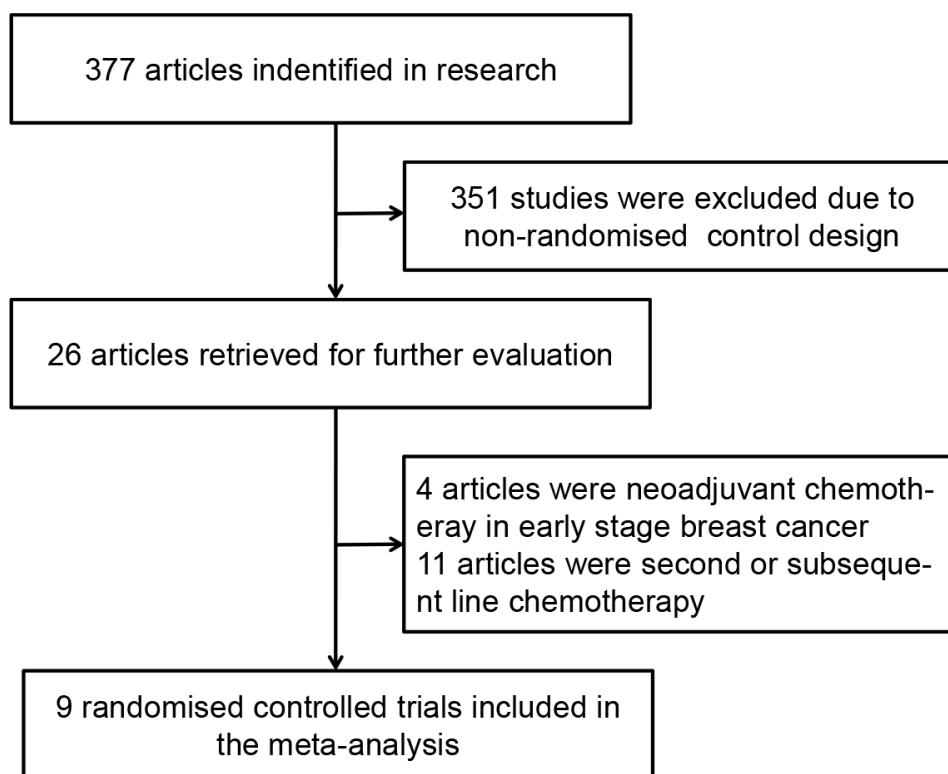 377 articles indentified in research
351 studies were excluded due to
non-randomised control design
26 articles retrieved for further evaluation
4 articles were neoadjuvant chemoth-
eray in early stage breast cancer
11 articles were second or subseque-
nt line chemotherapy
9 randomised controlled trials included in
the meta-analysis